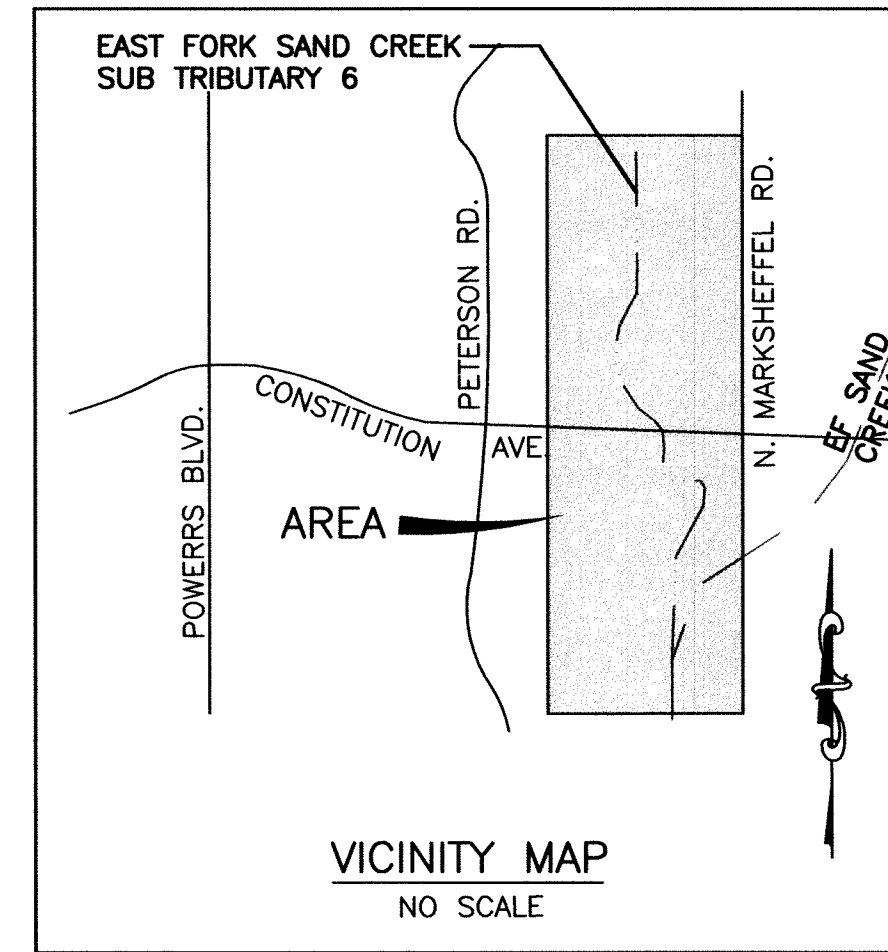 EAST FORK SAND CREEK
SUB TRIBUTARY 6
PETERSON RD.
N. MARKSHEFFEL RD.
EF SAND
CREEK
CONSTITUTION
AVE.
POWERRS BLVD.
AREA
VICINITY MAP
NO SCALE